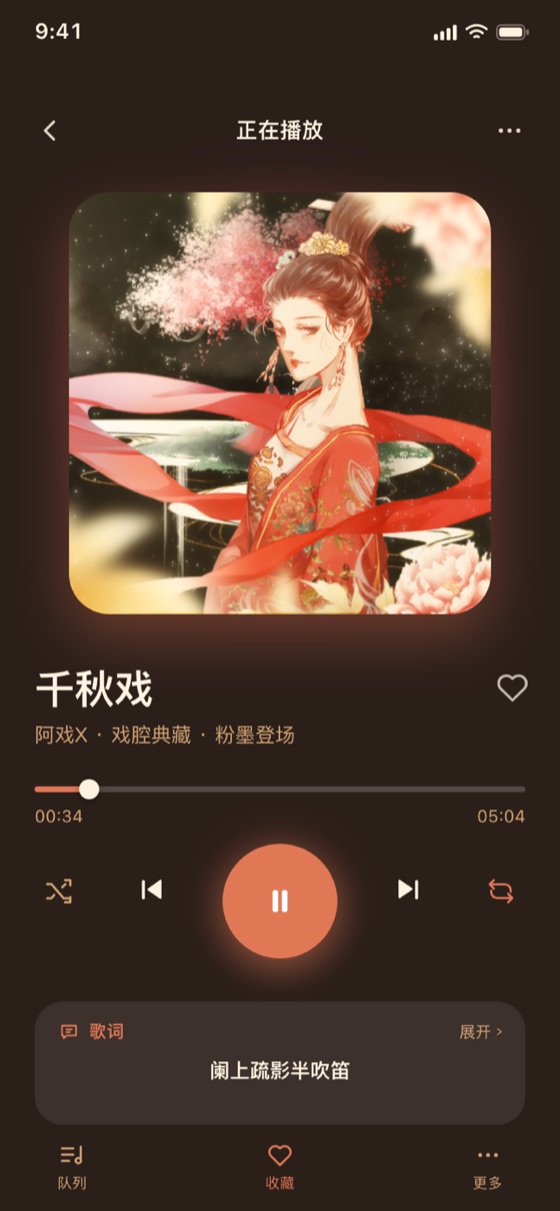 9:41
正在播放
千秋戏
阿戏X · 戏腔典藏 · 粉墨登场
00:34 05:04
歌词 展开 >
阑上疏影半吹笛
队列 收藏 更多